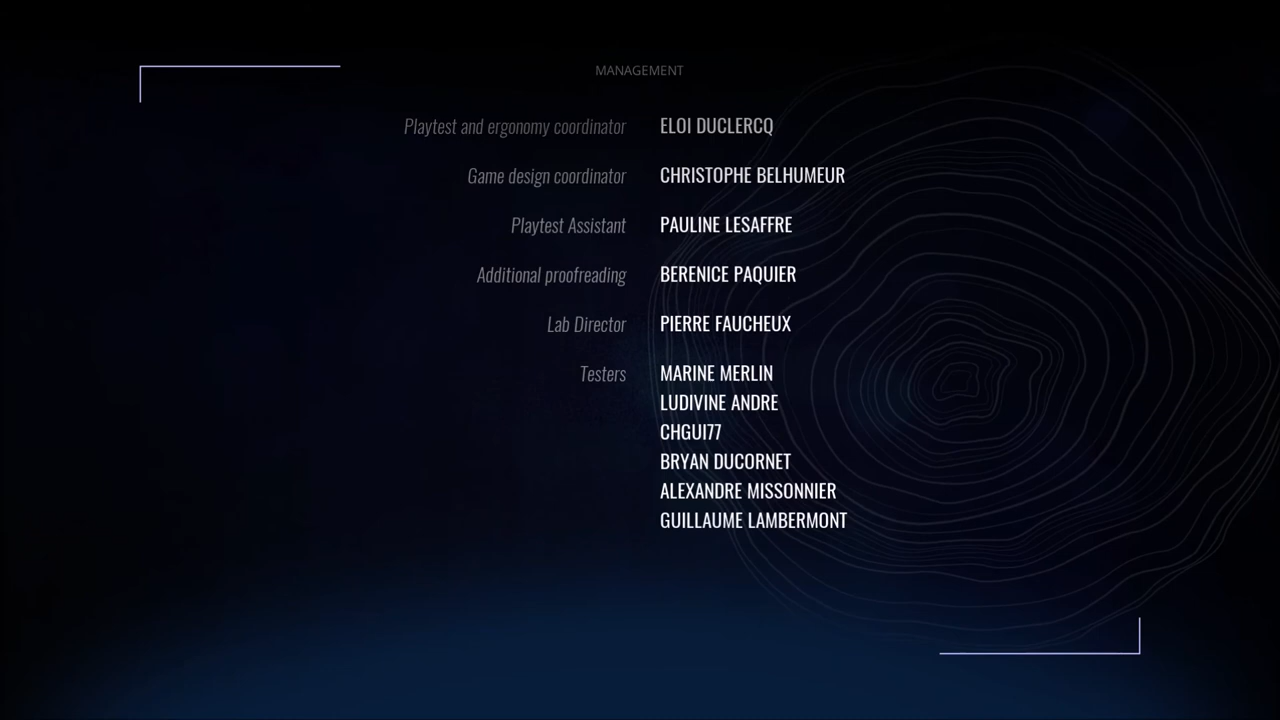 MANAGEMENT
Playtest and ergonomy coordinator ELOI DUCLERCQ
Game design coordinator CHRISTOPHE BELHUMEUR
Playtest Assistant PAULINE LESAFFRE
Additional proofreading BERENICE PAQUIER
Lab Director PIERRE FAUCHEUX
Testers MARINE MERLIN
LUDIVINE ANDRE
CHGUI77
BRYAN DUCORNET
ALEXANDRE MISSONNIER
GUILLAUME LAMBERMONT